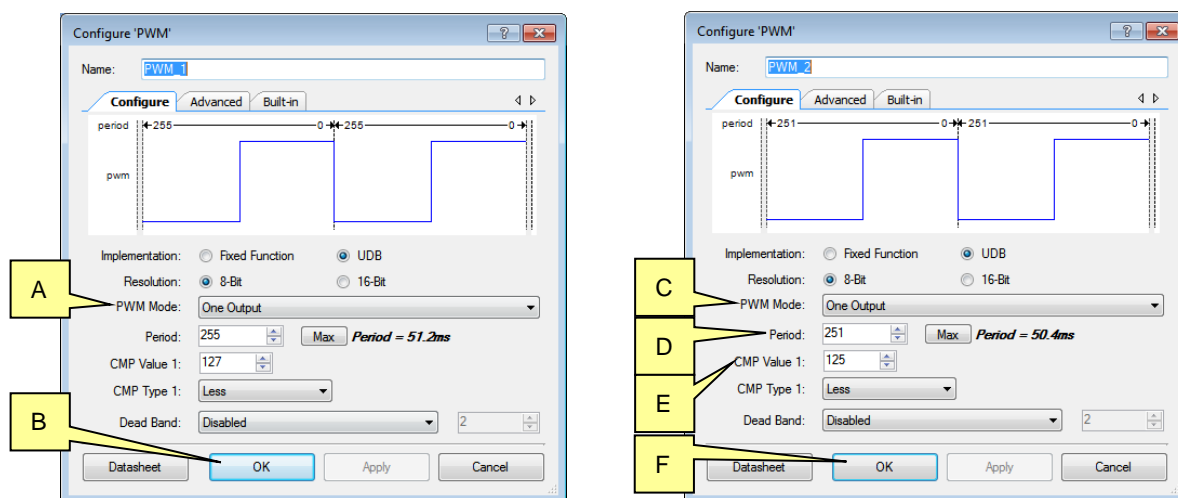 Configure 'PWM'
Name: PWM_1
Configure Advanced Built-in
period 255 0 255 0
pwm
Implementation: Fixed Function UDB
Resolution: 8-Bit 16-Bit
A
PWM Mode: One Output
Period: 255 Max Period = 51.2ms
CMP Value 1: 127
CMP Type 1: Less
B
Dead Band: Disabled 2
Datasheet OK Apply Cancel
Configure 'PWM'
Name: PWM_2
Configure Advanced Built-in
period 251 0 251 0
pwm
Implementation: Fixed Function UDB
Resolution: 8-Bit 16-Bit
C
PWM Mode: One Output
D
Period: 251 Max Period = 50.4ms
CMP Value 1: 125
E
CMP Type 1: Less
Dead Band: Disabled 2
F
Datasheet OK Apply Cancel